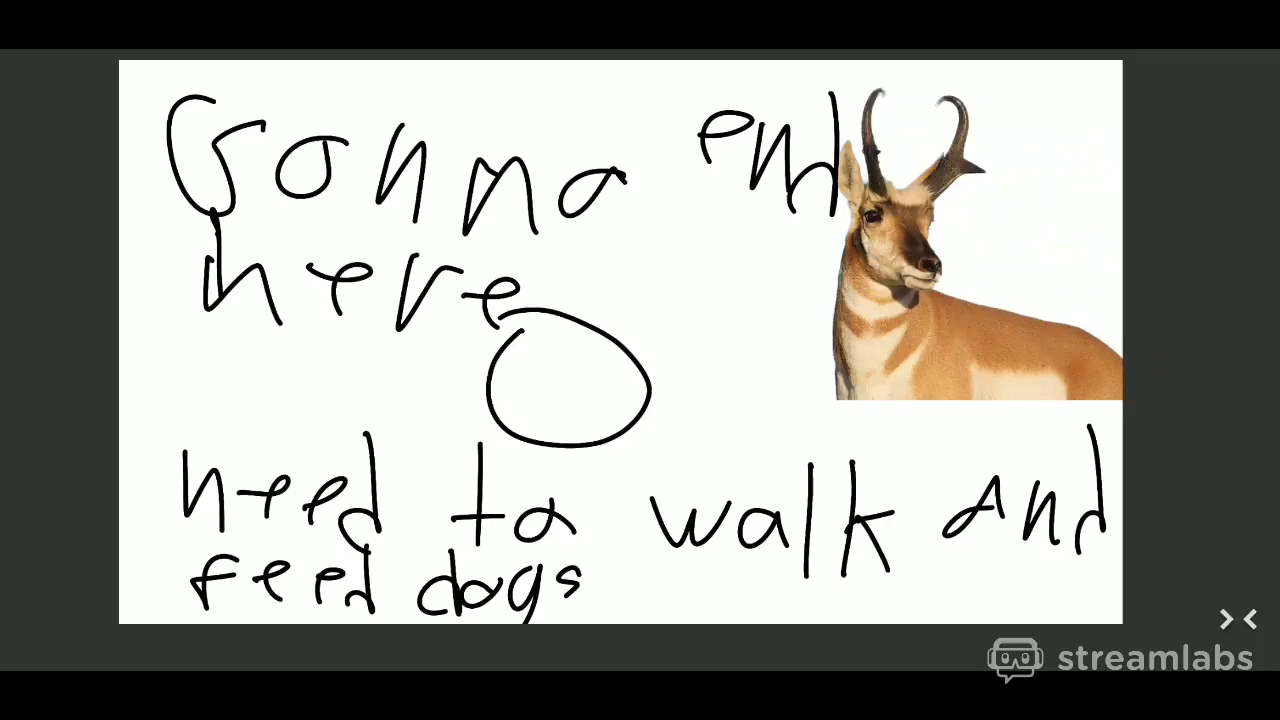 Gonna end
here
need to walk and
feed dogs
streamlabs